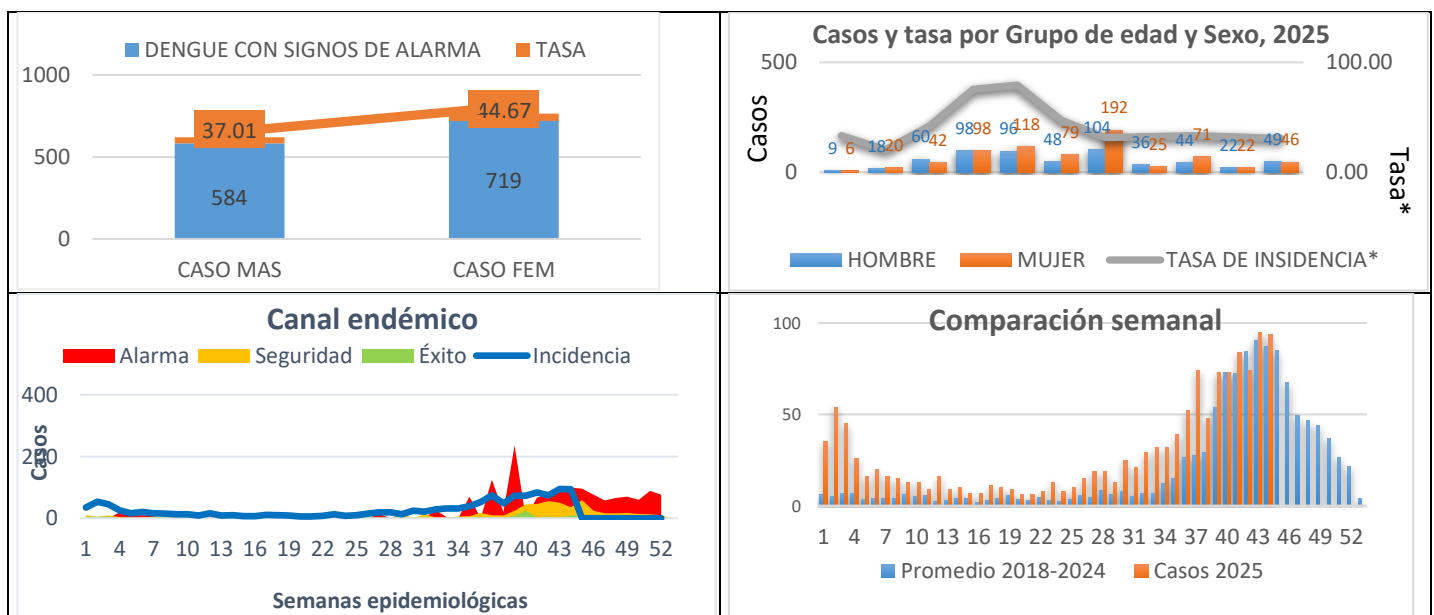 DENGUE CON SIGNOS DE ALARMA TASA
1000
500
0
37.01
44.67
584
719
CASO MAS CASO FEM
Casos y tasa por Grupo de edad y Sexo, 2025
500
0
Casos
100.00
0.00
Tasa*
9 6 18 20 60 42 98 98 96 118 48 79 104 192 36 25 44 71 22 22 49 46
HOMBRE MUJER TASA DE INSIDENCIA*
Canal endémico
Alarma Seguridad Éxito Incidencia
400
200
0
Casos
1 4 7 10 13 16 19 22 25 28 31 34 37 40 43 46 49 52
Semanas epidemiológicas
Comparación semanal
100
50
0
1 4 7 10 13 16 19 22 25 28 31 34 37 40 43 46 49 52
Promedio 2018-2024 Casos 2025